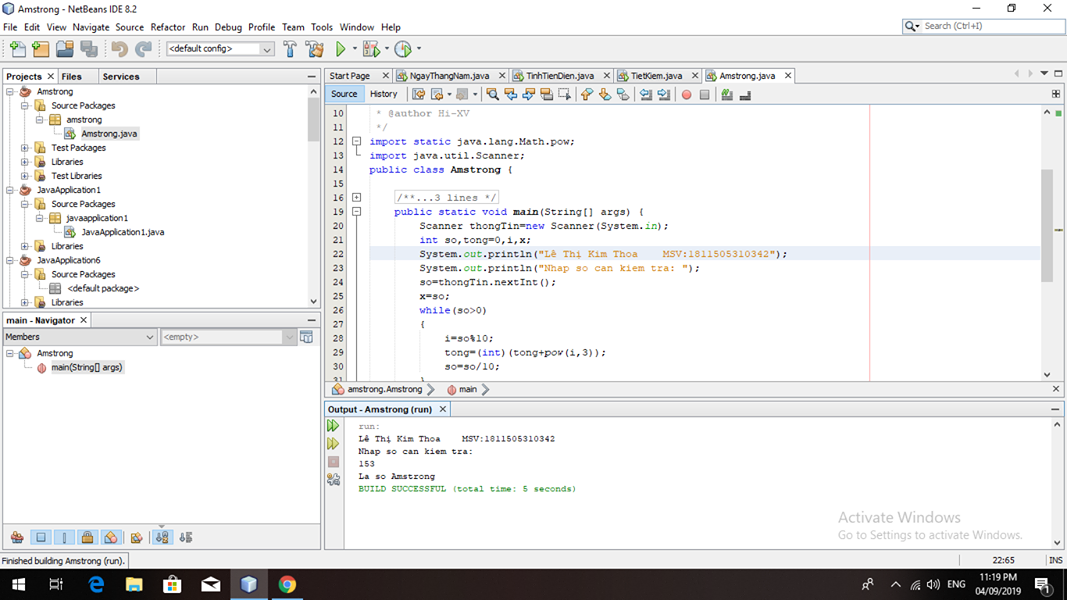 Amstrong - NetBeans IDE 8.2
File Edit View Navigate Source Refactor Run Debug Profile Team Tools Window Help
Search (Ctrl+I)
<default config>
Projects Files Services
Amstrong
Source Packages
amstrong
Amstrong.java
Test Packages
Libraries
Test Libraries
JavaApplication1
Source Packages
javaapplication1
JavaApplication1.java
Libraries
JavaApplication6
Source Packages
<default package>
Libraries
main - Navigator
Members
<empty>
Amstrong
main(String[] args)
Start Page NgayThangNam.java TinhTienDien.java TietKiem.java Amstrong.java
Source History
10 * @author Hi-XV
11 */
12 import static java.lang.Math.pow;
13 import java.util.Scanner;
14 public class Amstrong {
15
16 /**...3 lines */
19 public static void main(String[] args) {
20 Scanner thongTin=new Scanner(System.in);
21 int so,tong=0,i,x;
22 System.out.println("Lê Thị Kim Thoa    MSV:1811505310342");
23 System.out.println("Nhap so can kiem tra: ");
24 so=thongTin.nextInt();
25 x=so;
26 while(so>0)
27 {
28 i=so%10;
29 tong=(int)(tong+pow(i,3));
30 so=so/10;
31 }
amstrong.Amstrong main
Output - Amstrong (run)
run:
Lê Thị Kim Thoa    MSV:1811505310342
Nhap so can kiem tra:
153
La so Amstrong
BUILD SUCCESSFUL (total time: 5 seconds)
Activate Windows
Go to Settings to activate Windows.
Finished building Amstrong (run).
22:65 INS
ENG
11:19 PM
04/09/2019
1